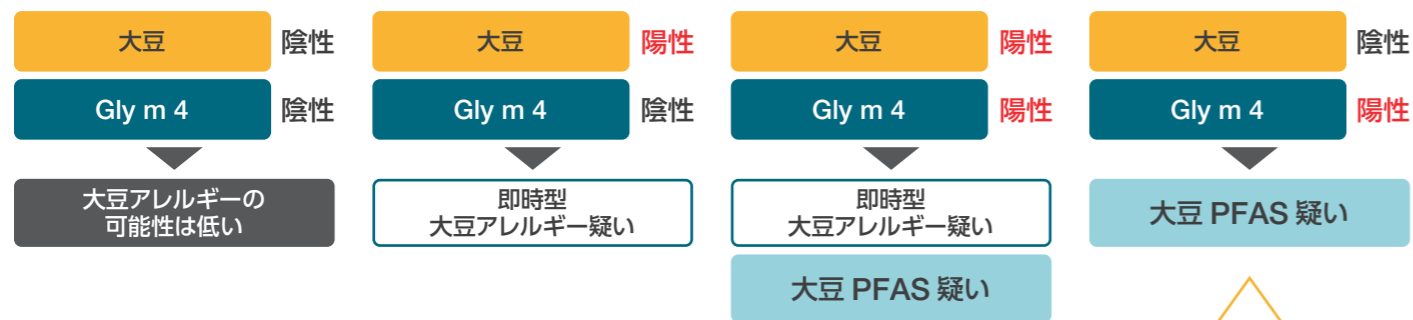 大豆 陰性
Gly m 4 陰性
大豆アレルギーの
可能性は低い
大豆 陽性
Gly m 4 陰性
即時型
大豆アレルギー疑い
大豆 陽性
Gly m 4 陽性
即時型
大豆アレルギー疑い
大豆 PFAS 疑い
大豆 陰性
Gly m 4 陽性
大豆 PFAS 疑い